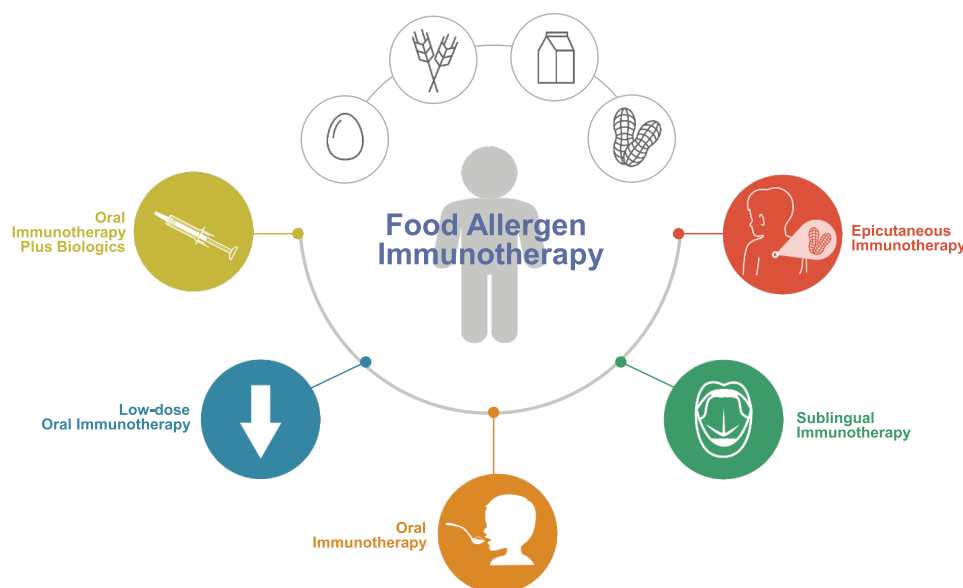 Food Allergen
Immunotherapy
Oral
Immunotherapy
Plus Biologics
Epicutaneous
Immunotherapy
Low-dose
Oral Immunotherapy
Sublingual
Immunotherapy
Oral
Immunotherapy